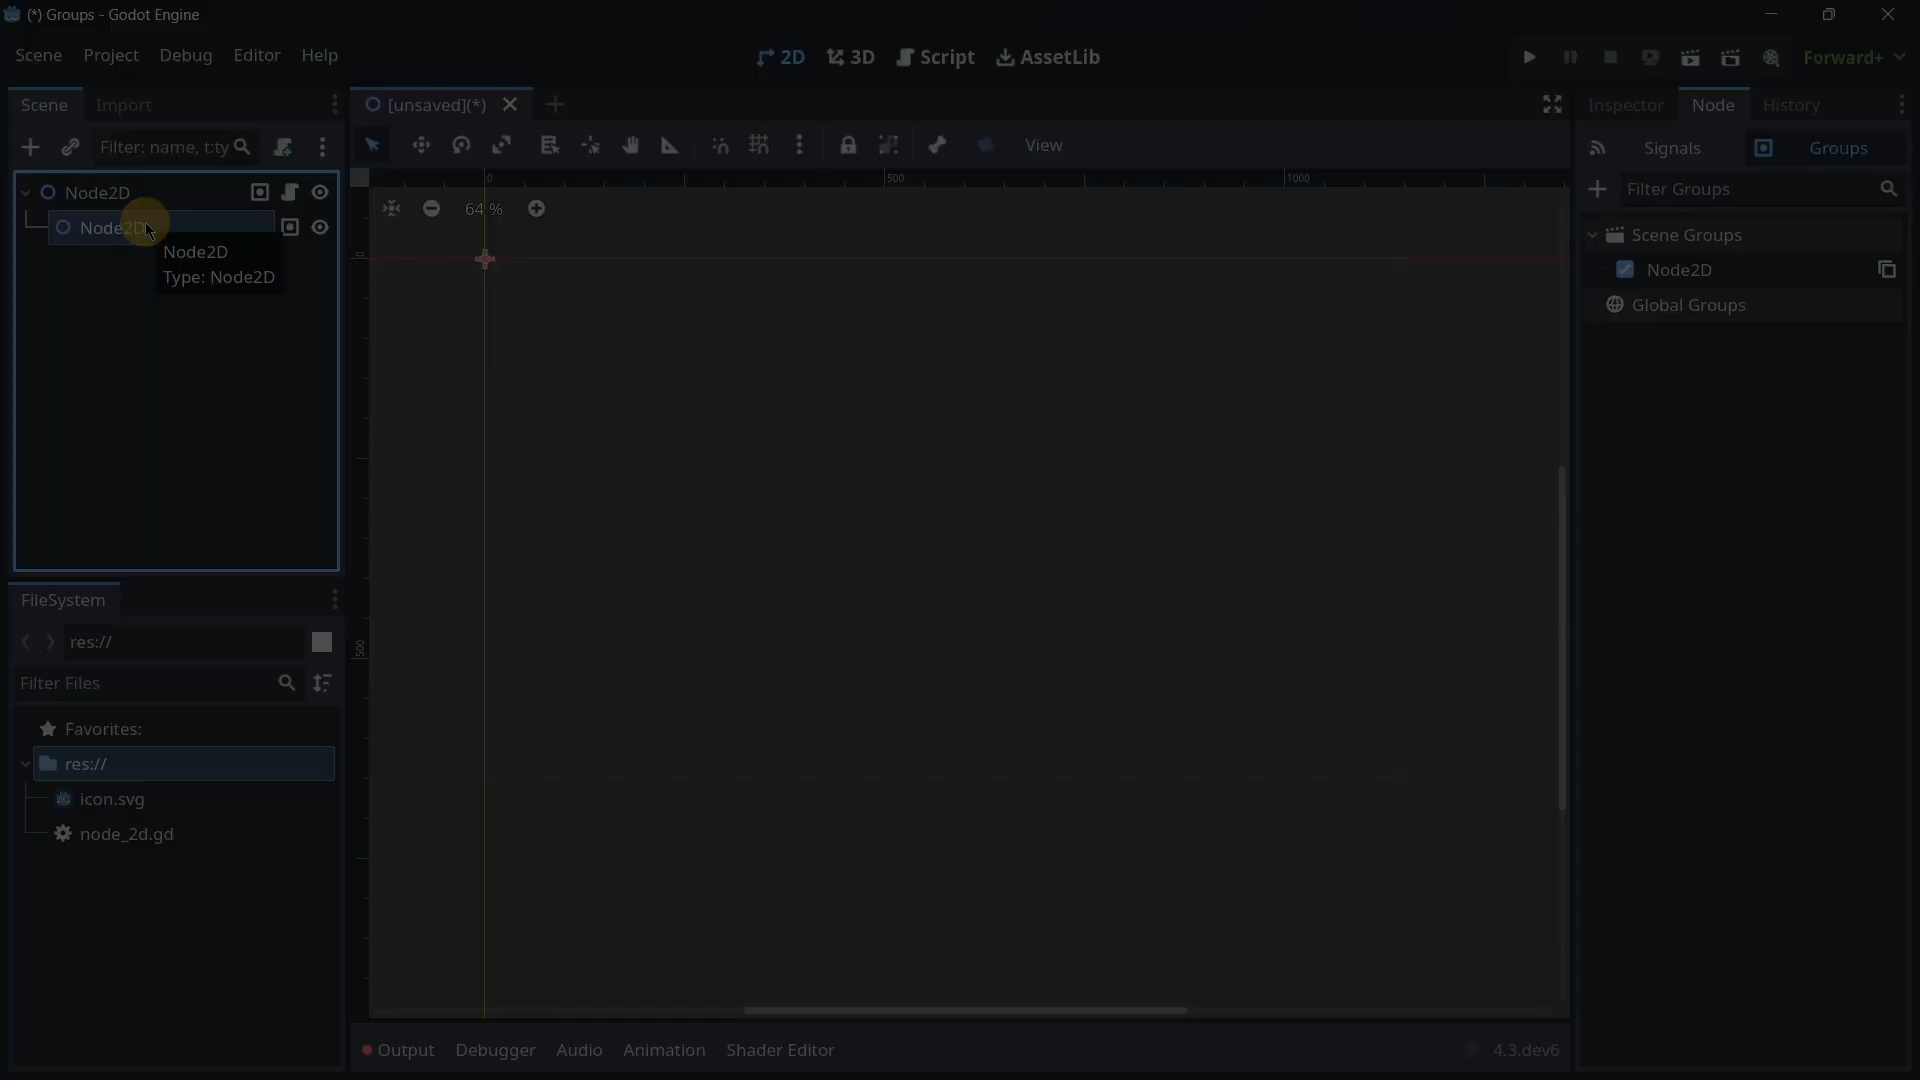 (*) Groups - Godot Engine
Scene Project Debug Editor Help
2D 3D Script AssetLib
Forward+
Scene Import
[unsaved](*)
Inspector Node History
Filter: name, t:ty
View
Signals Groups
Filter Groups
Node2D
Node2D
Node2D
Type: Node2D
0 500 1000
64 %
0
500
Scene Groups
Node2D
Global Groups
FileSystem
res://
Filter Files
Favorites:
res://
icon.svg
node_2d.gd
Output Debugger Audio Animation Shader Editor
4.3.dev6